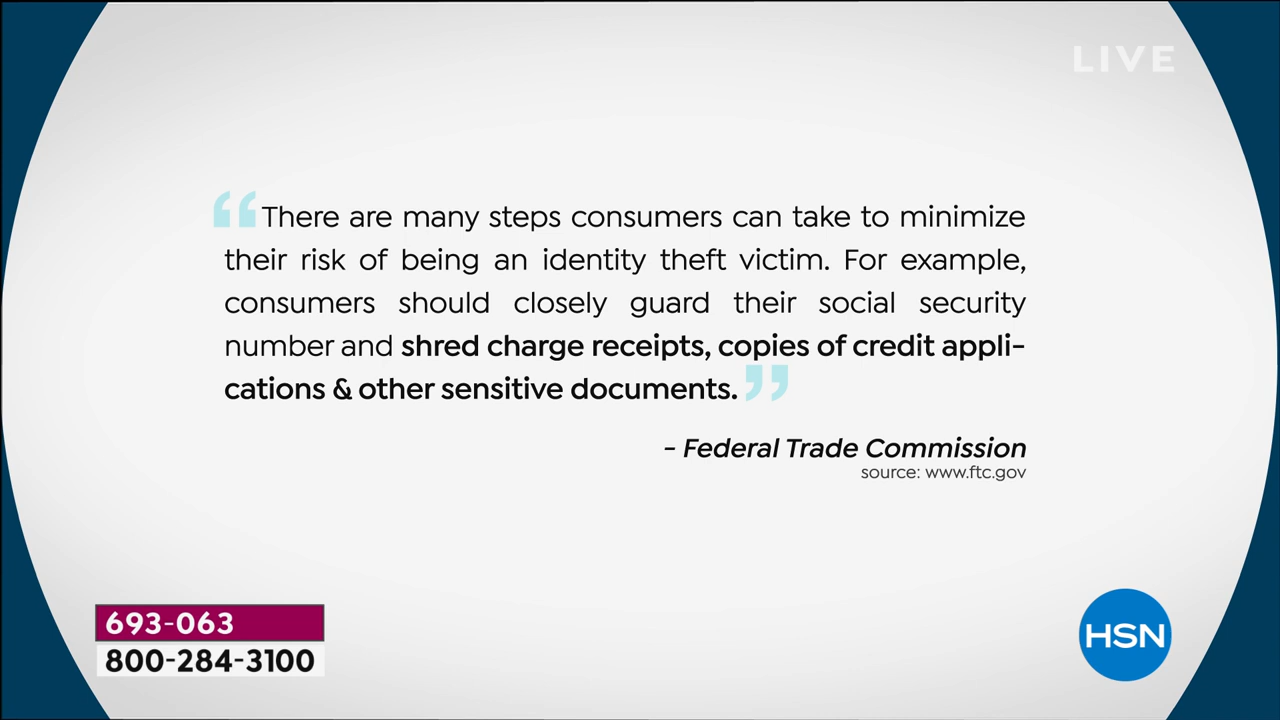 LIVE
“There are many steps consumers can take to minimize
their risk of being an identity theft victim. For example,
consumers should closely guard their social security
number and shred charge receipts, copies of credit appli-
cations & other sensitive documents.”
- Federal Trade Commission
source: www.ftc.gov
693-063
800-284-3100
HSN